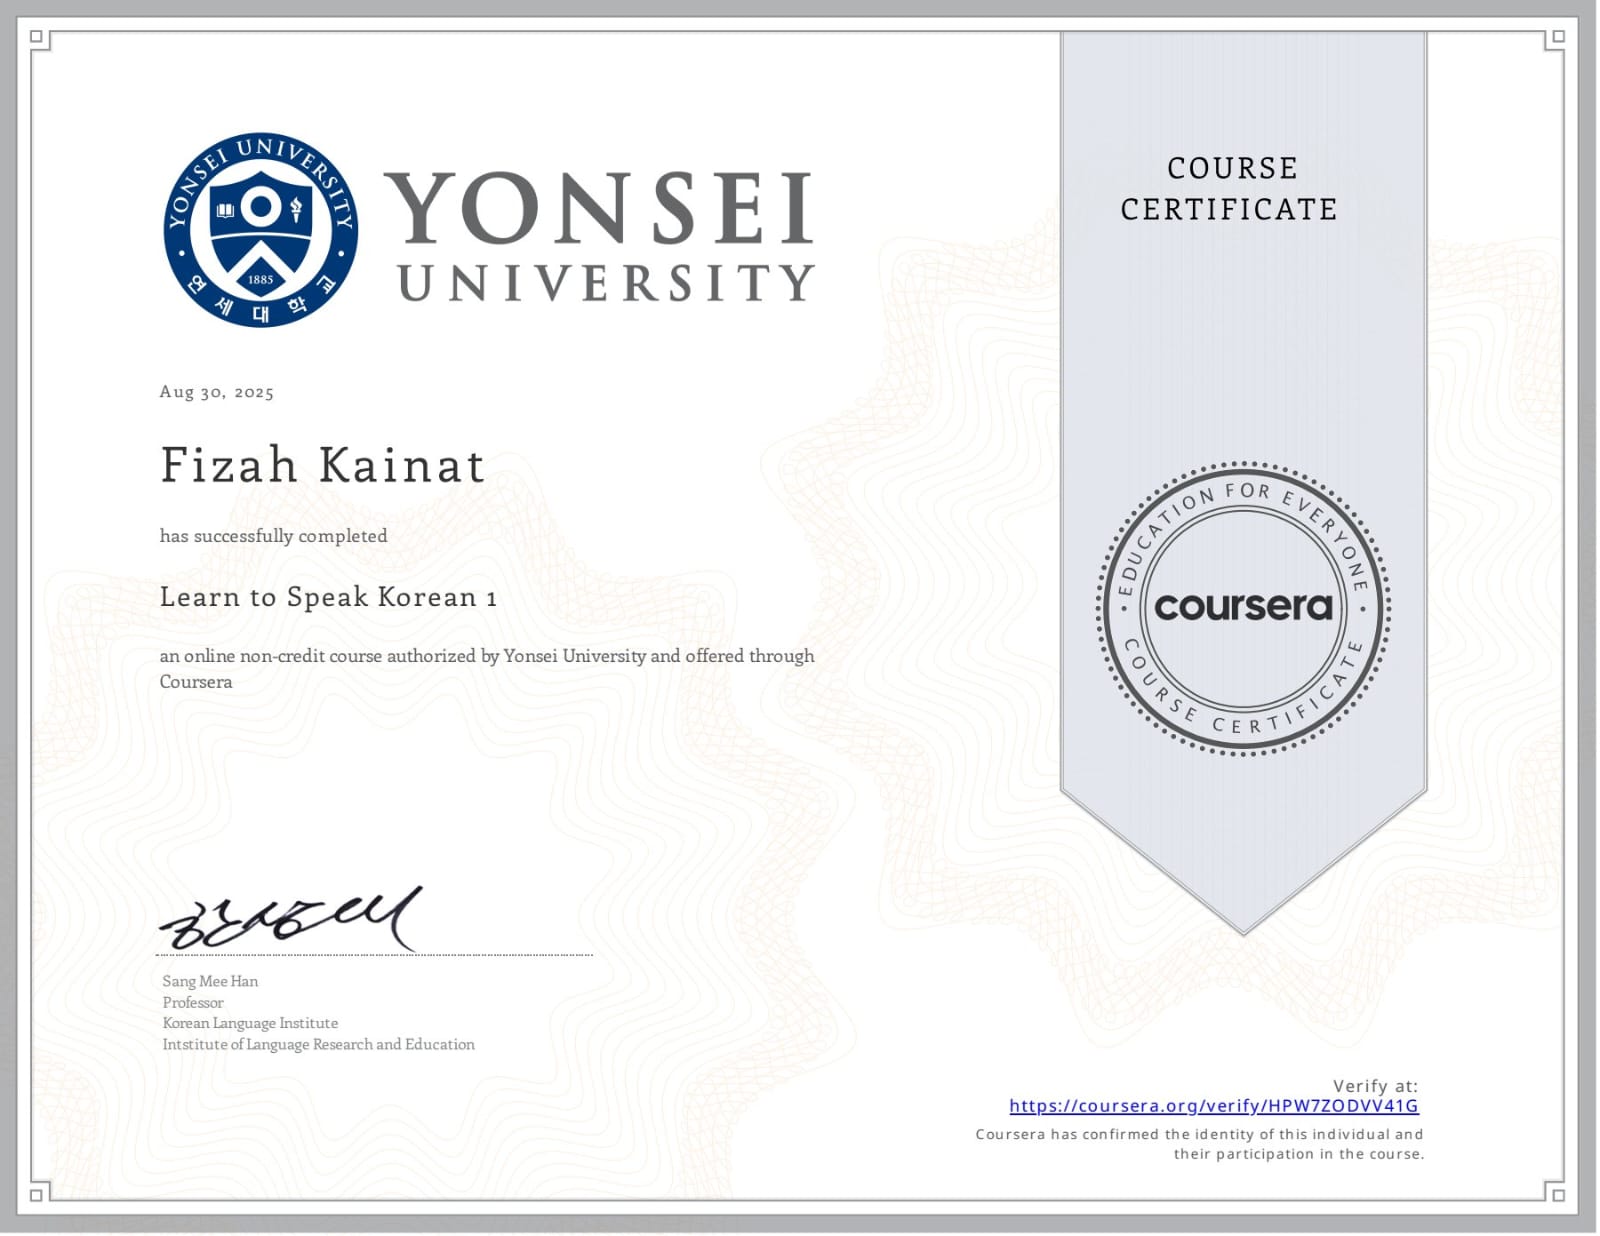 YONSEI UNIVERSITY
1885
연세대학교
YONSEI
UNIVERSITY
COURSE
CERTIFICATE
Aug 30, 2025
Fizah Kainat
has successfully completed
Learn to Speak Korean 1
an online non-credit course authorized by Yonsei University and offered through
Coursera
EDUCATION FOR EVERYONE
coursera
COURSE CERTIFICATE
Sang Mee Han
Professor
Korean Language Institute
Intstitute of Language Research and Education
Verify at:
https://coursera.org/verify/HPW7ZODVV41G
Coursera has confirmed the identity of this individual and
their participation in the course.